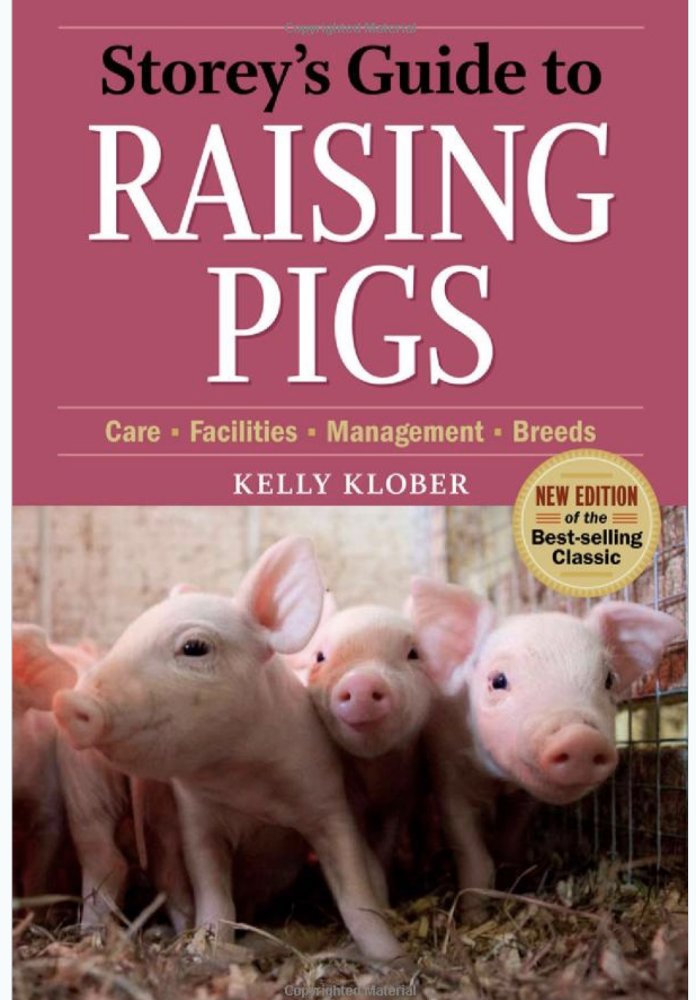 Copyrighted Material
Storey's Guide to
RAISING
PIGS
Care ▪ Facilities ▪ Management ▪ Breeds
KELLY KLOBER
NEW EDITION
of the
Best-selling
Classic
Copyrighted Material